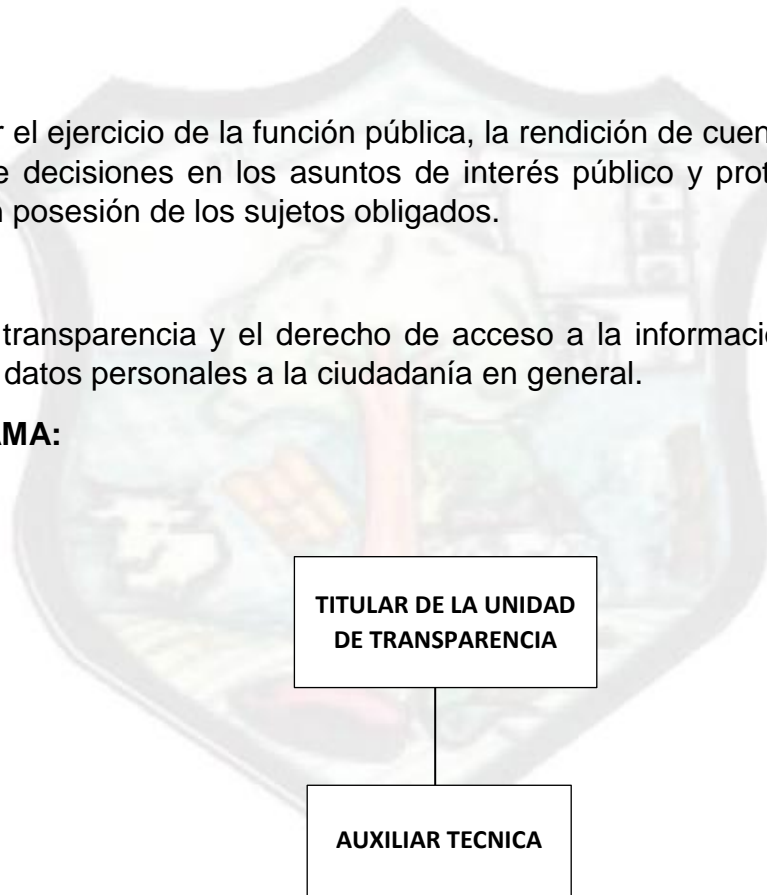 r el ejercicio de la función pública, la rendición de cuen
e decisiones en los asuntos de interés público y prot
n posesión de los sujetos obligados.
transparencia y el derecho de acceso a la informaci
datos personales a la ciudadanía en general.
AMA:
TITULAR DE LA UNIDAD
DE TRANSPARENCIA
AUXILIAR TECNICA